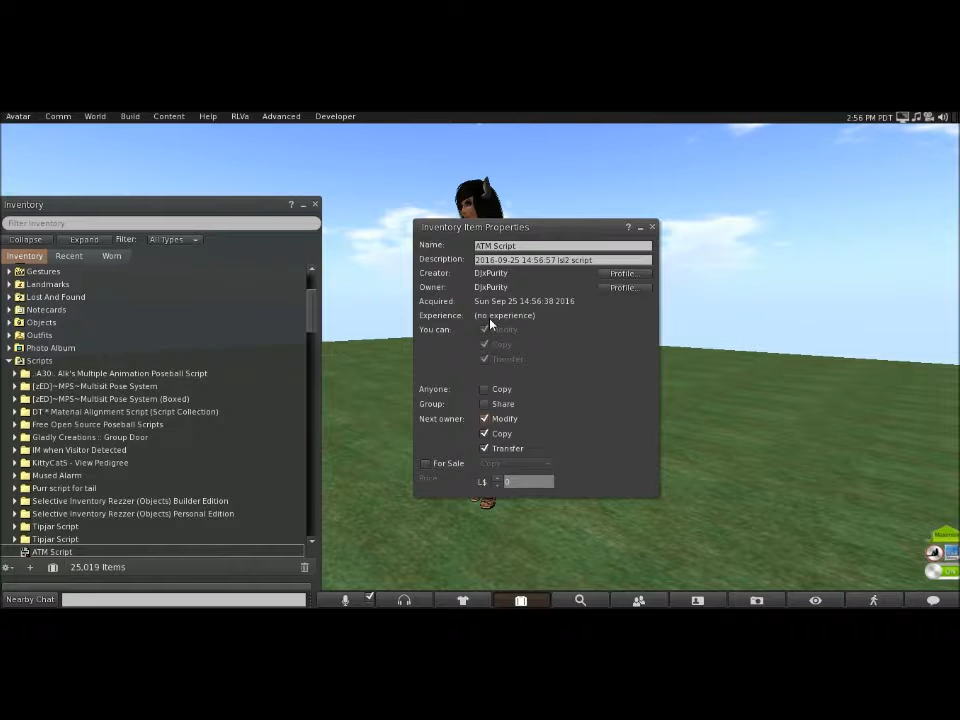 Avatar Comm World Build Content Help RLVa Advanced Developer 2:56 PM PDT
Inventory ?
Filter Inventory
Collapse Expand Filter: All Types
Inventory Recent Worn
Gestures
Landmarks
Lost And Found
Notecards
Objects
Outfits
Photo Album
Scripts
.:A30:. Alk's Multiple Animation Poseball Script
[zED]~MPS~Multisit Pose System
[zED]~MPS~Multisit Pose System (Boxed)
DT * Material Alignment Script (Script Collection)
Free Open Source Poseball Scripts
Gladly Creations :: Group Door
IM when Visitor Detected
KittyCatS - View Pedigree
Mused Alarm
Purr script for tail
Selective Inventory Rezzer (Objects) Builder Edition
Selective Inventory Rezzer (Objects) Personal Edition
Tipjar Script
Tipjar Script
ATM Script
25,019 Items
Nearby Chat
Inventory Item Properties ?
Name: ATM Script
Description: 2016-09-25 14:56:57 lsl2 script
Creator: DJxPurity Profile...
Owner: DJxPurity Profile...
Acquired: Sun Sep 25 14:56:38 2016
Experience: (no experience)
You can: Modify
Copy
Transfer
Anyone: Copy
Group: Share
Next owner: Modify
Copy
Transfer
For Sale Copy
Price: L$ 0